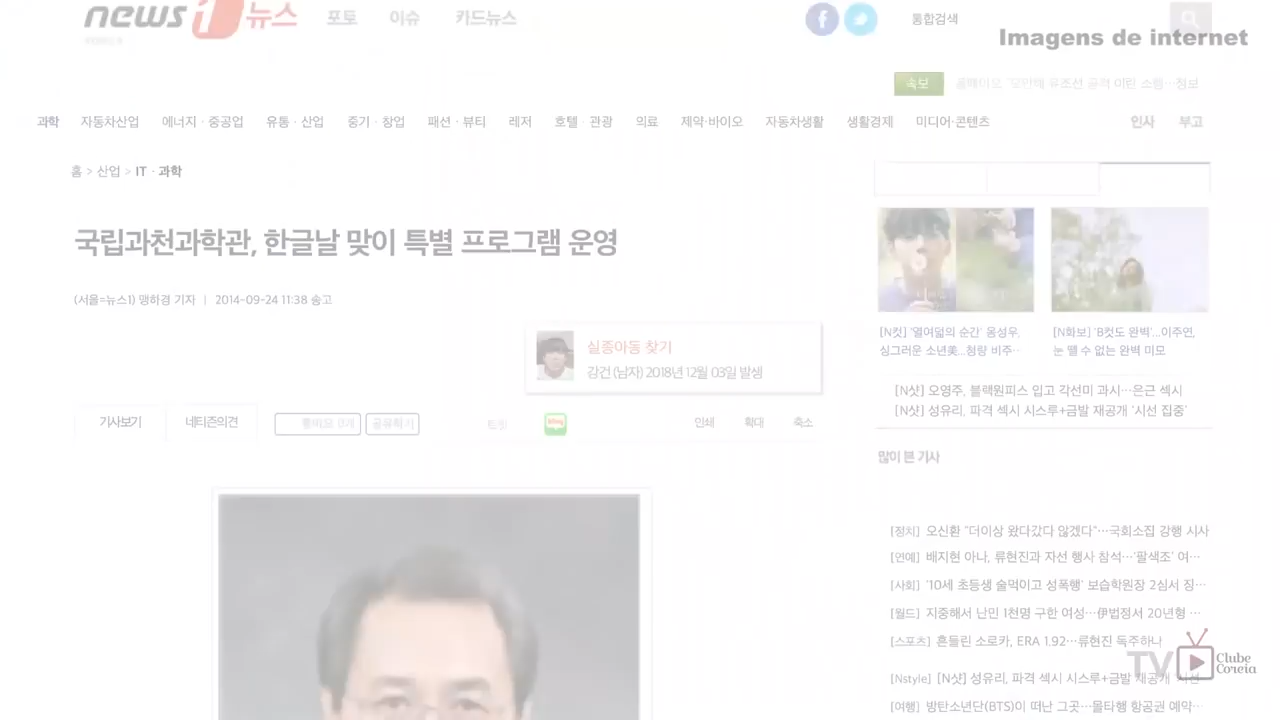 news1뉴스 포토 이슈 카드뉴스
통합검색
Imagens de internet
속보
과학 자동차산업 에너지·중공업 유통·산업 중기·창업 패션·뷰티 레저 호텔·관광 의료 제약·바이오 자동차생활 생활경제 미디어·콘텐츠 인사 부고
홈 > 산업 > IT·과학
국립과천과학관, 한글날 맞이 특별 프로그램 운영
(서울=뉴스1) 맹하경 기자 | 2014-09-24 11:38 송고
실종아동 찾기
강건 (남자) 2018년 12월 03일 발생
기사보기 네티즌의견 공유하기 트윗 인쇄 확대 축소
[N컷] '열여덟의 순간' 옹성우,
싱그러운 소년美...청량 비주··
[N화보] 'B컷도 완벽'...이주연,
눈 뗄 수 없는 완벽 미모
[N샷] 오영주, 블랙원피스 입고 각선미 과시…은근 섹시
[N샷] 성유리, 파격 섹시 시스루+금발 재공개 '시선 집중'
많이 본 기사
[정치] 오신환 "더이상 왔다갔다 않겠다"…국회소집 강행 시사
[연예] 배지현 아나, 류현진과 자선 행사 참석…'팔색조' 여…
[사회] '10세 초등생 술먹이고 성폭행' 보습학원장 2심서 징…
[월드] 지중해서 난민 1천명 구한 여성…伊법정서 20년형 …
[스포츠] 흔들린 소로카, ERA 1.92…류현진 독주하나
[Nstyle] [N샷] 성유리, 파격 섹시 시스루+금발 재공개 '시선
[여행] 방탄소년단(BTS)이 떠난 그곳…몰타행 항공권 예약…
TV Clube Coreia